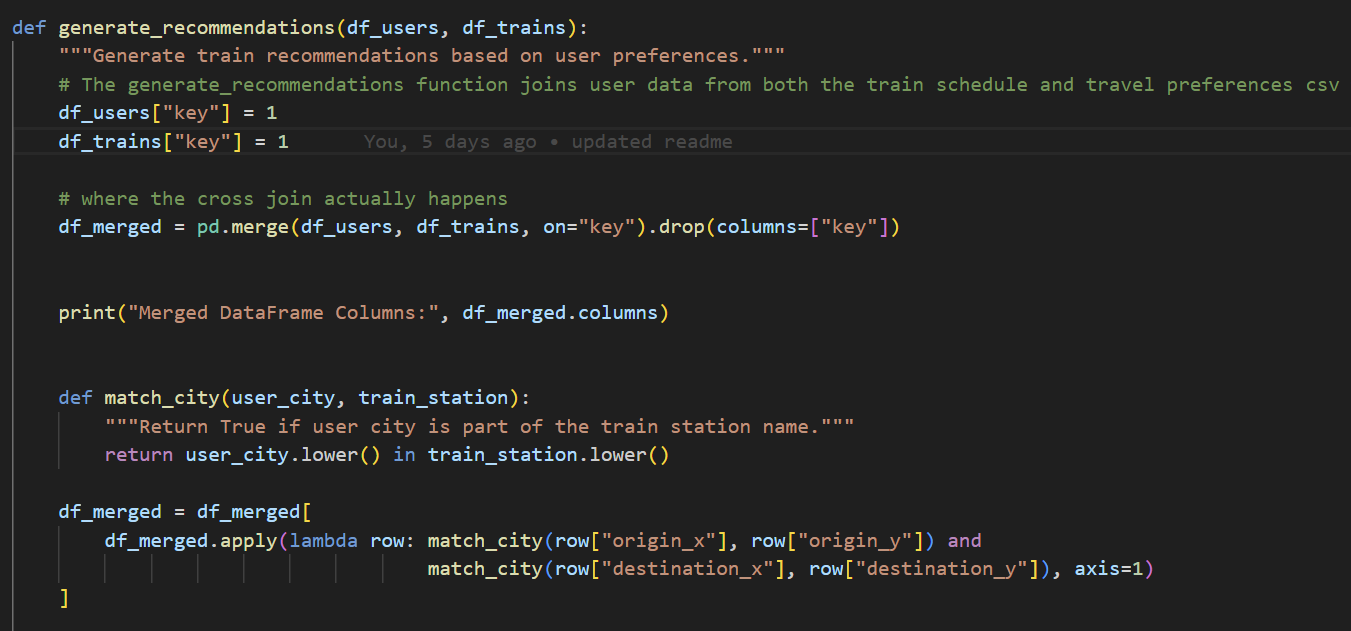 def generate_recommendations(df_users, df_trains):
    """Generate train recommendations based on user preferences."""
    # The generate_recommendations function joins user data from both the train schedule and travel preferences csv
    df_users["key"] = 1
    df_trains["key"] = 1      You, 5 days ago • updated readme
    # where the cross join actually happens
    df_merged = pd.merge(df_users, df_trains, on="key").drop(columns=["key"])
    print("Merged DataFrame Columns:", df_merged.columns)
    def match_city(user_city, train_station):
        """Return True if user city is part of the train station name."""
        return user_city.lower() in train_station.lower()
    df_merged = df_merged[
        df_merged.apply(lambda row: match_city(row["origin_x"], row["origin_y"]) and
                                    match_city(row["destination_x"], row["destination_y"]), axis=1)
    ]